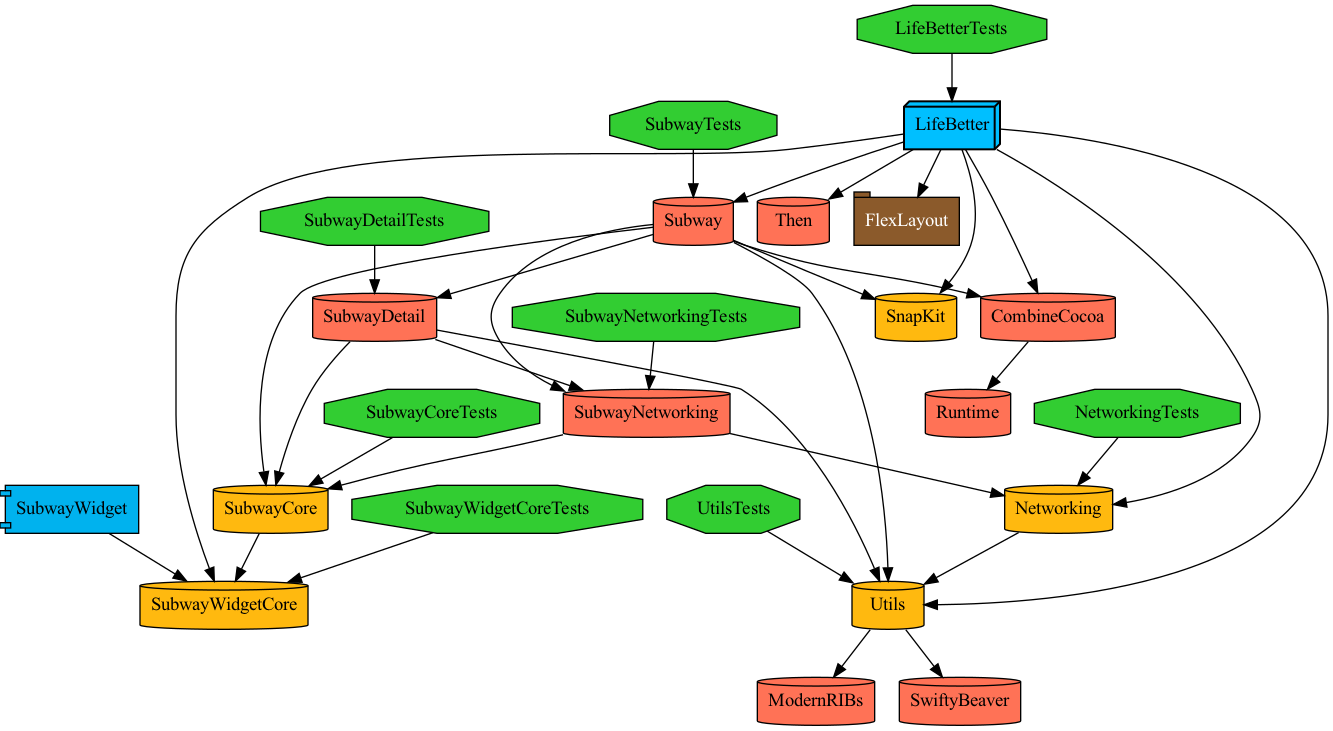 LifeBetterTests
SubwayTests
LifeBetter
SubwayDetailTests
Subway
Then
FlexLayout
SubwayDetail
SubwayNetworkingTests
SnapKit
CombineCocoa
SubwayCoreTests
SubwayNetworking
Runtime
NetworkingTests
SubwayWidget
SubwayCore
SubwayWidgetCoreTests
UtilsTests
Networking
SubwayWidgetCore
Utils
ModernRIBs
SwiftyBeaver